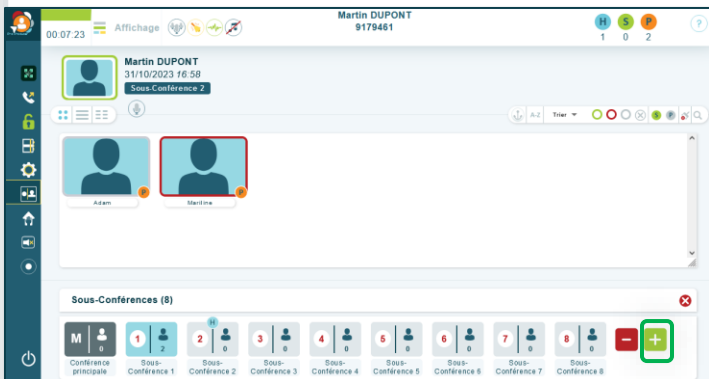 Martin DUPONT
9179461
00:07:23
Affichage
H S P
1 0 2
?
Martin DUPONT
31/10/2023 16:58
Sous-Conférence 2
A-Z Trier
S P
P P
Adam Mariline
Sous-Conférences (8)
H
M 1 2 3 4 5 6 7 8
0 2 0 0 0 0 0 0 0
Conférence principale
Sous-Conférence 1
Sous-Conférence 2
Sous-Conférence 3
Sous-Conférence 4
Sous-Conférence 5
Sous-Conférence 6
Sous-Conférence 7
Sous-Conférence 8